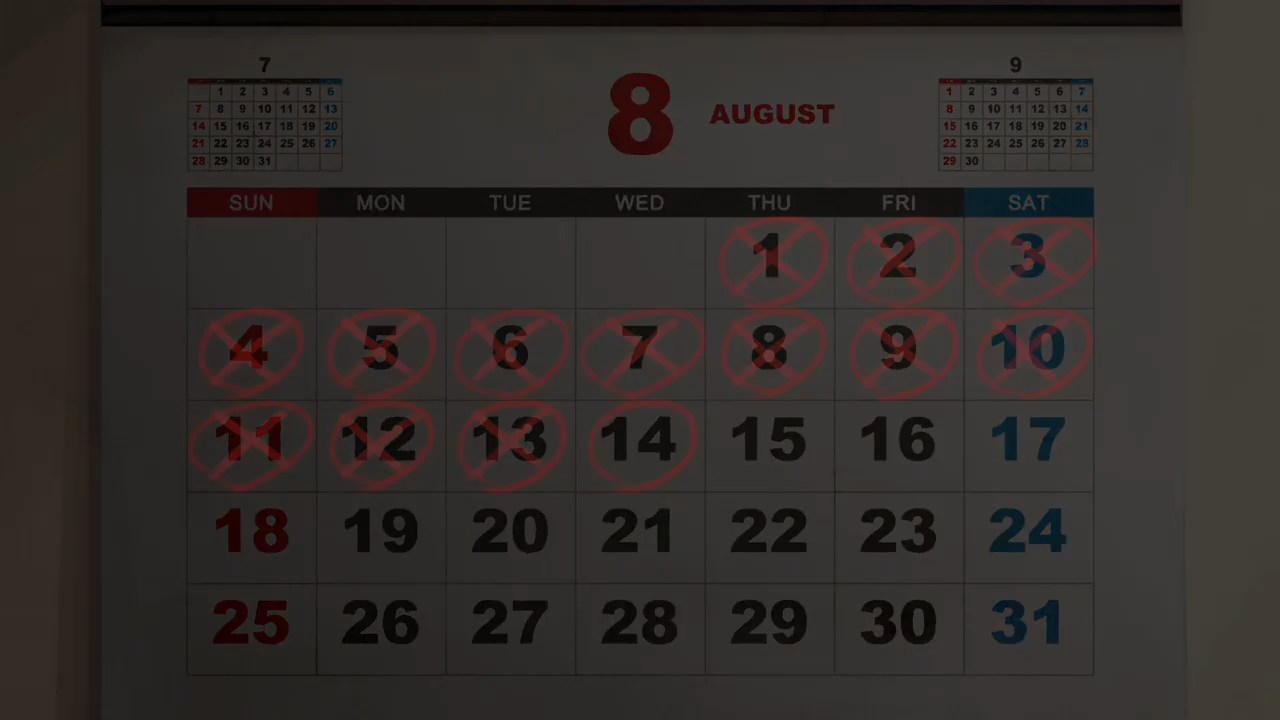 7
1 2 3 4 5 6
7 8 9 10 11 12 13
14 15 16 17 18 19 20
21 22 23 24 25 26 27
28 29 30 31
8 AUGUST
9
1 2 3 4 5 6 7
8 9 10 11 12 13 14
15 16 17 18 19 20 21
22 23 24 25 26 27 28
29 30
SUN MON TUE WED THU FRI SAT
1 2 3
4 5 6 7 8 9 10
11 12 13 14 15 16 17
18 19 20 21 22 23 24
25 26 27 28 29 30 31